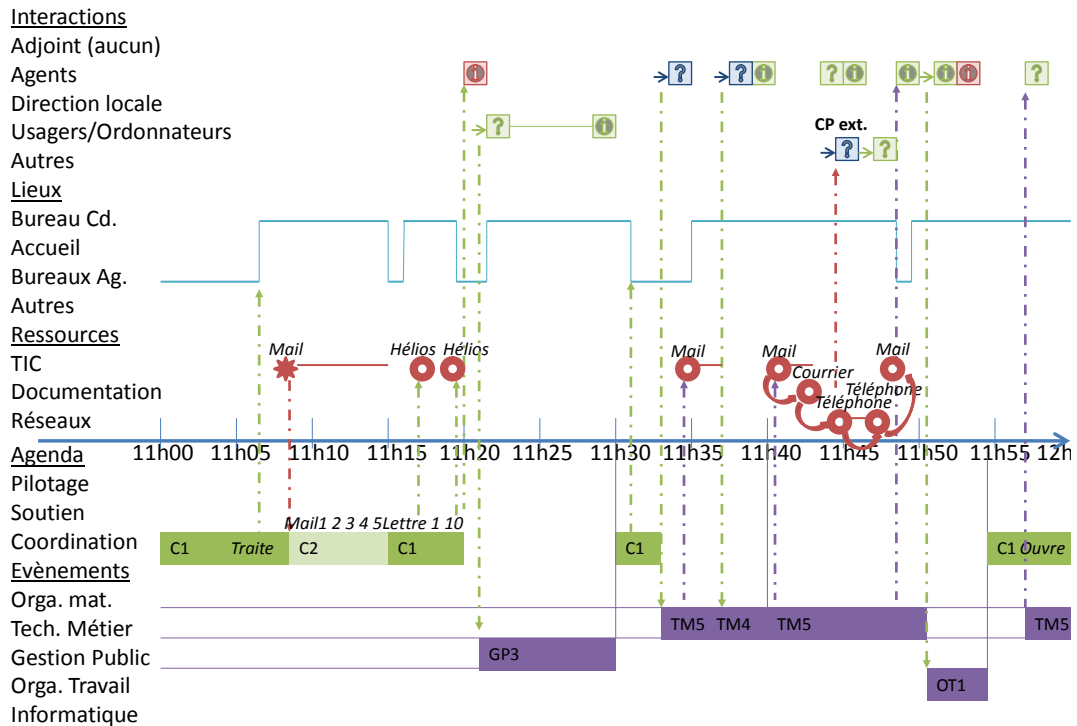 Interactions
Adjoint (aucun)
Agents
Direction locale
Usagers/Ordonnateurs
CP ext.
Autres
Lieux
Bureau Cd.
Accueil
Bureaux Ag.
Autres
Ressources
Mail Hélios Hélios Mail Mail Mail
TIC
Courrier
Documentation Téléphone
Téléphone
Réseaux
11h00 11h05 11h10 11h15 11h20 11h25 11h30 11h35 11h40 11h45 11h50 11h55 12h
Agenda
Pilotage
Soutien
Mail1 2 3 4 5Lettre 1 10
Coordination C1 Traite C2 C1 C1 C1 Ouvre
Evènements
Orga. mat.
Tech. Métier TM5 TM4 TM5 TM5
Gestion Public GP3
Orga. Travail OT1
Informatique